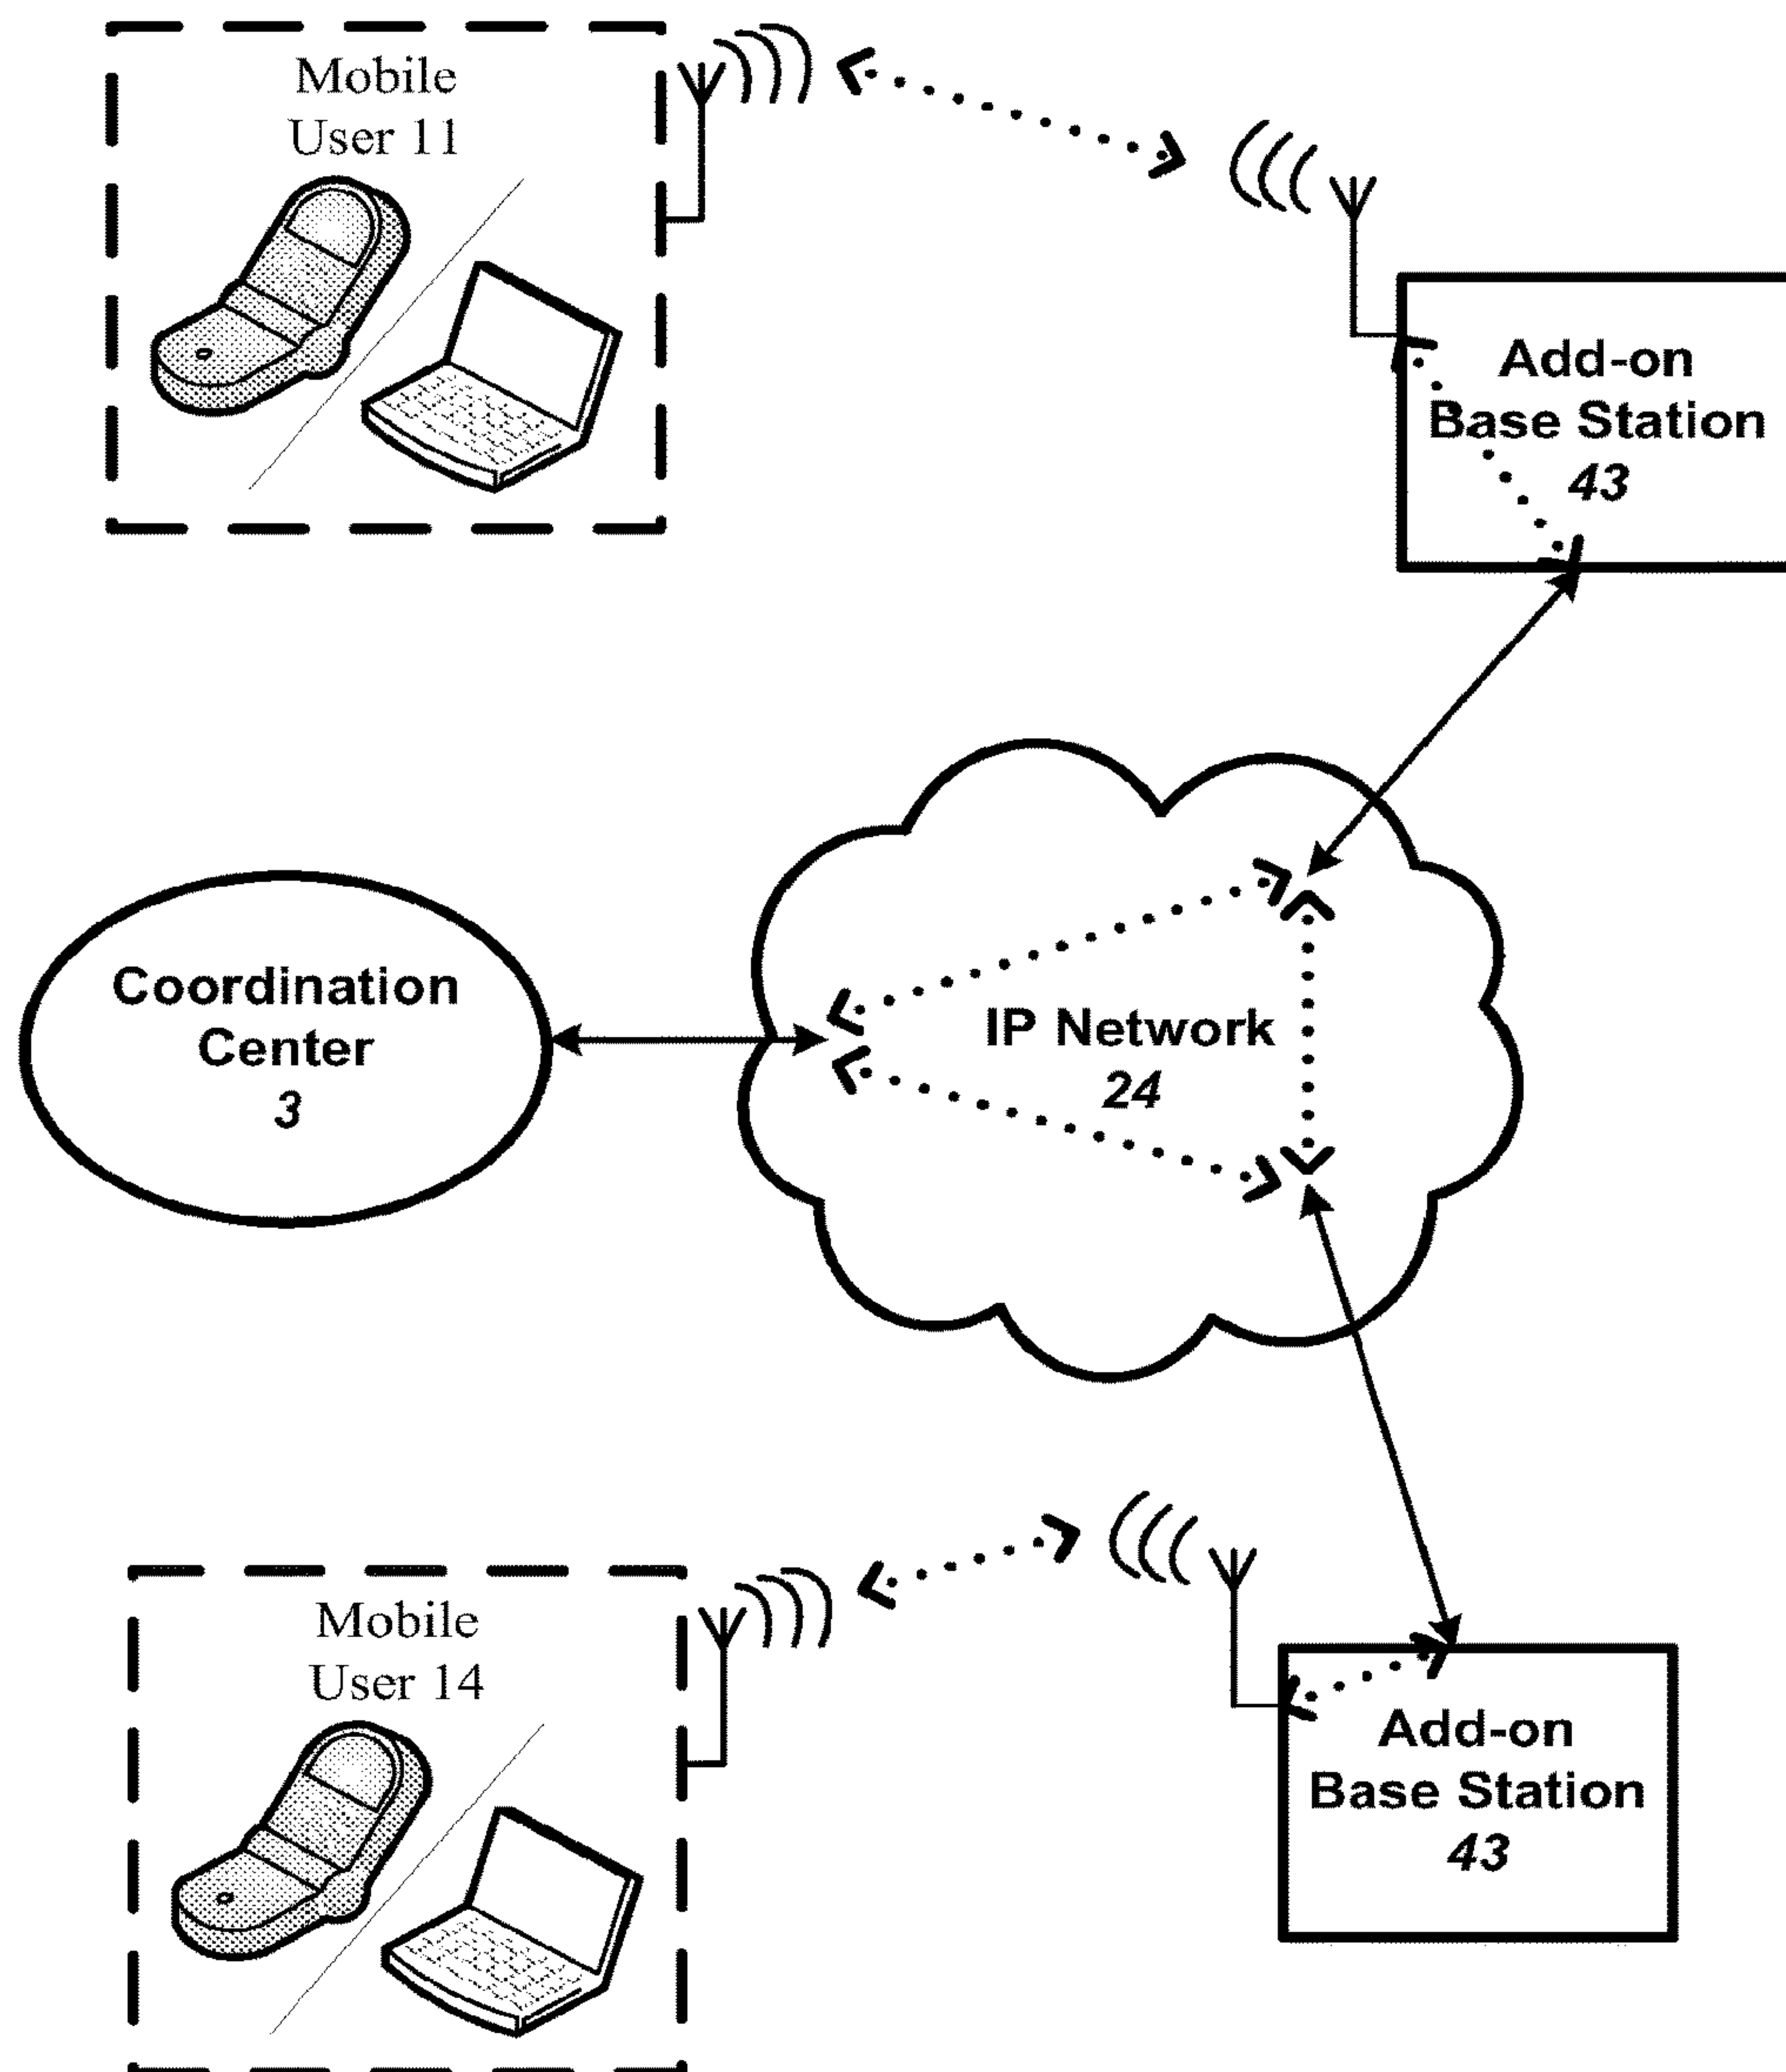 Mobile
User 11
Add-on
Base Station
43
Coordination
Center
3
IP Network
24
Mobile
User 14
Add-on
Base Station
43